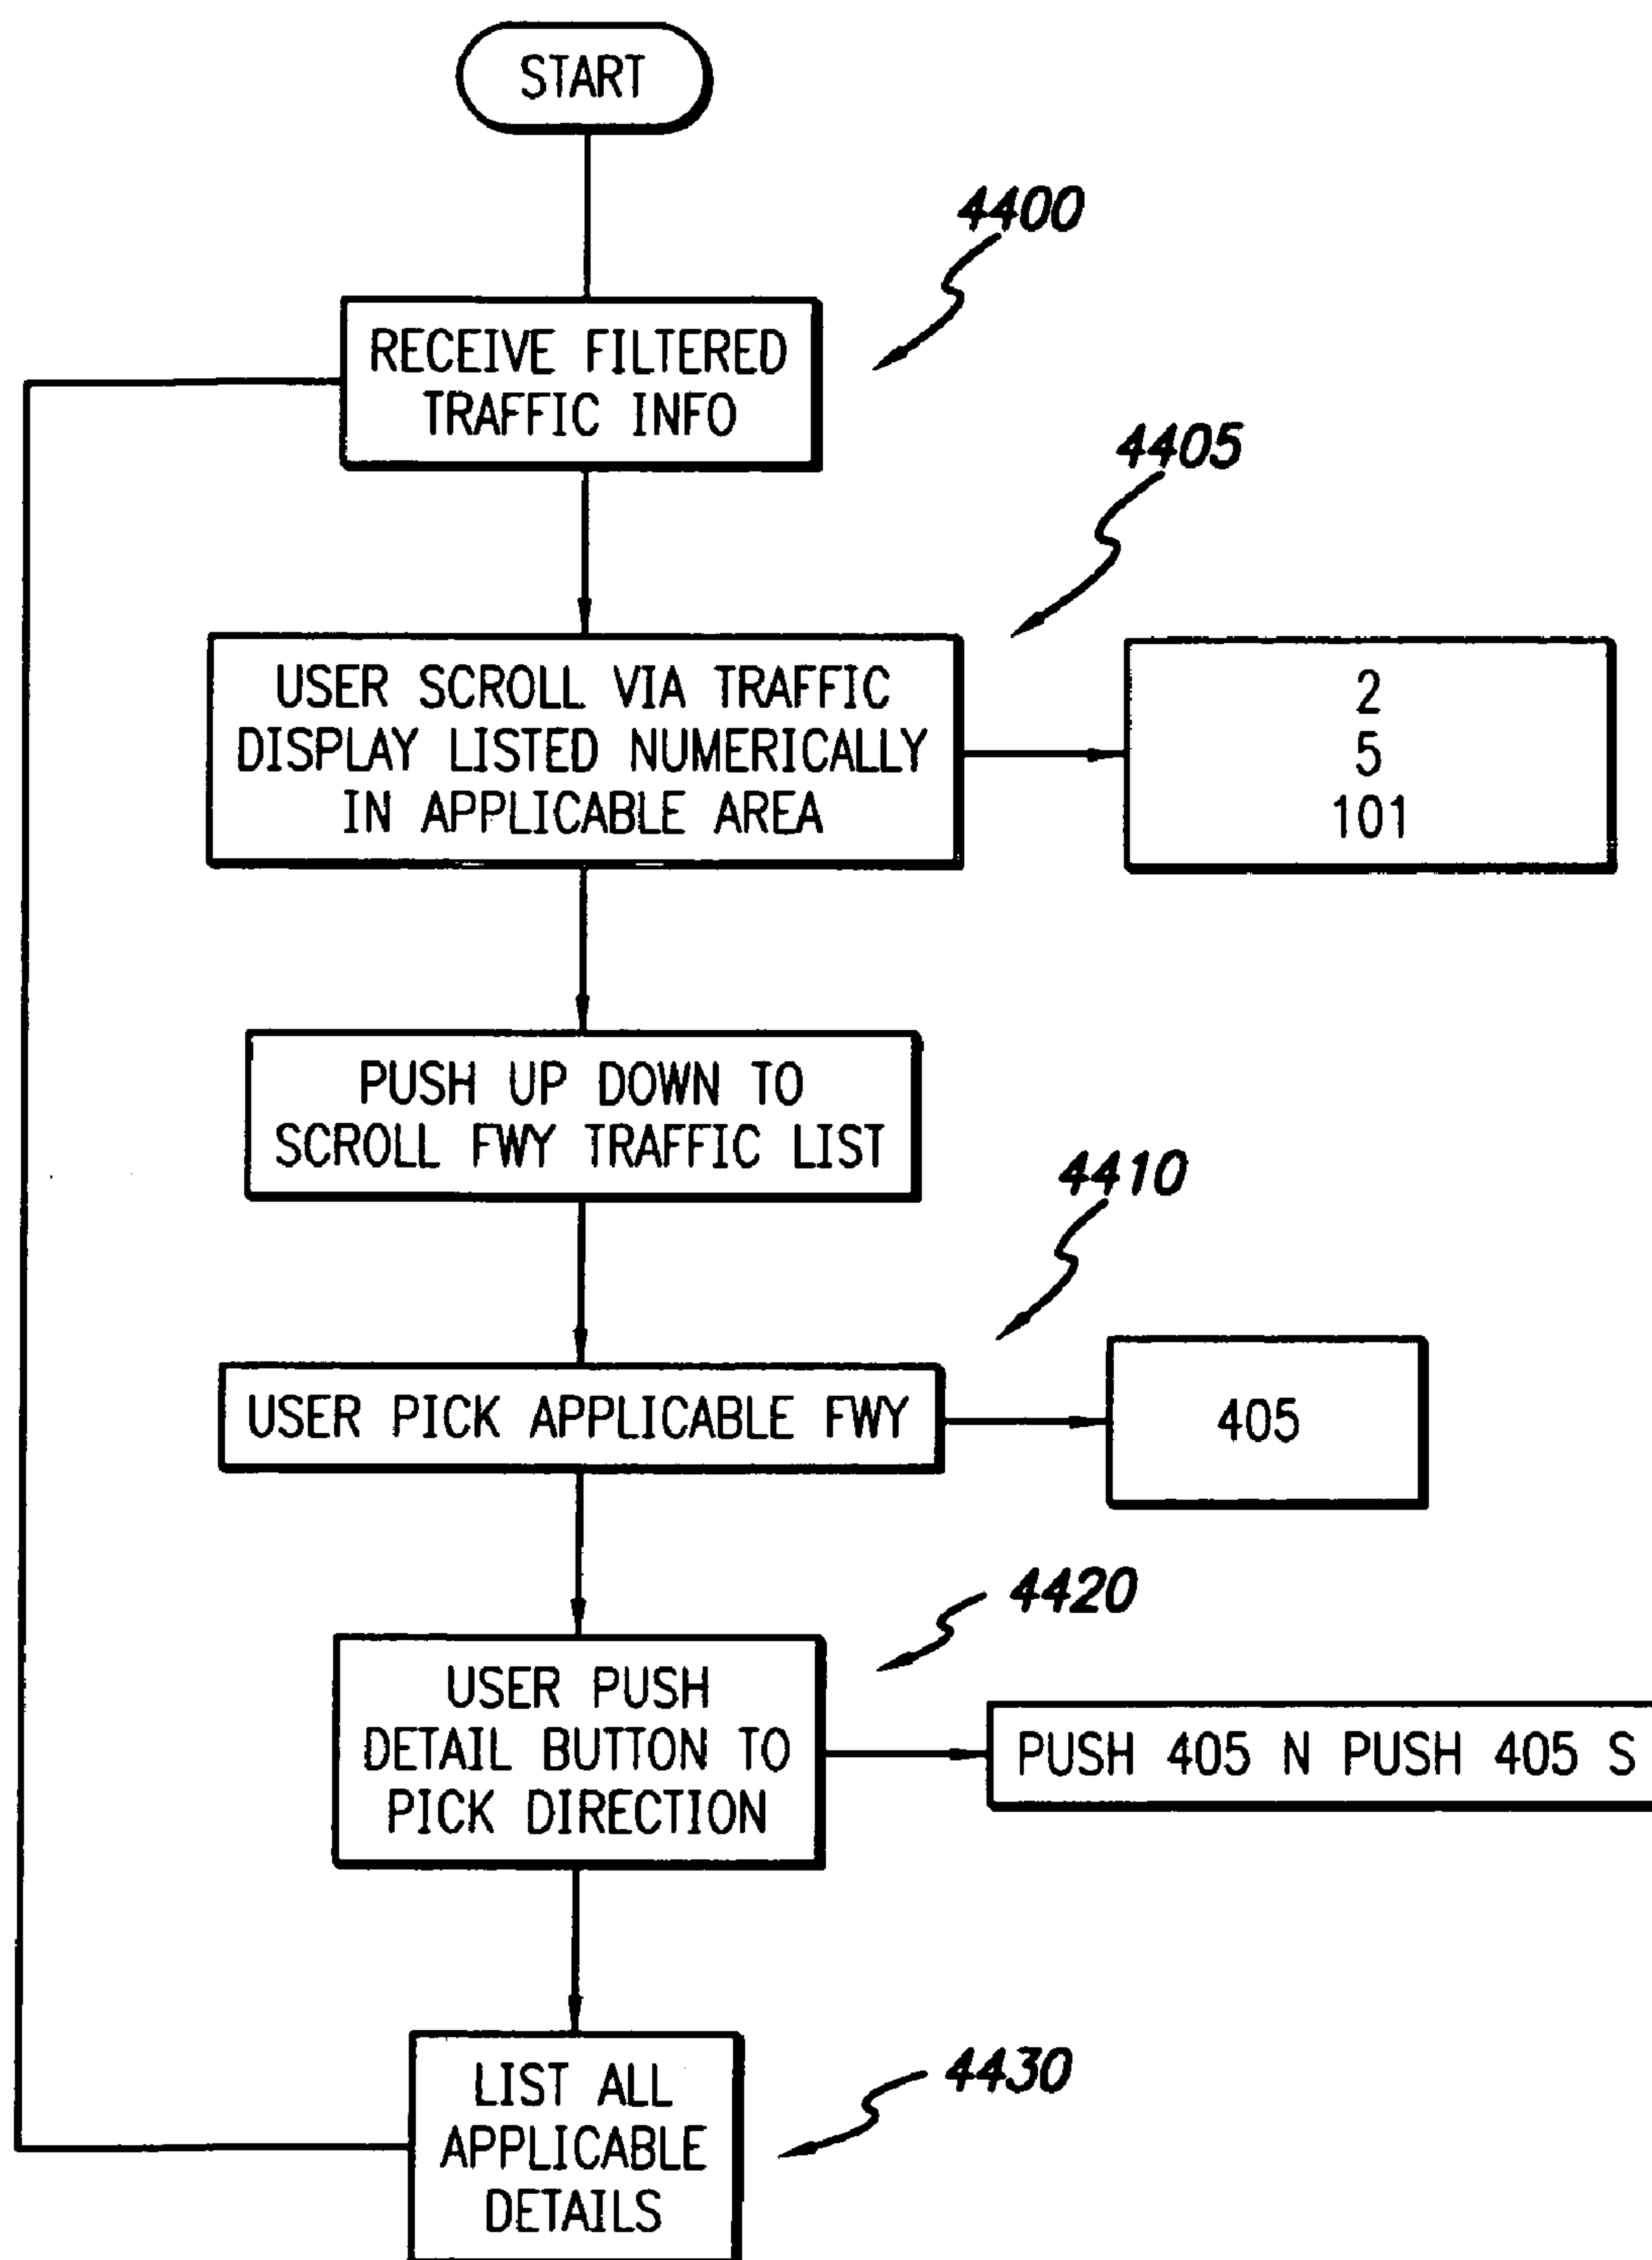 START
4400
RECEIVE FILTERED
TRAFFIC INFO
4405
USER SCROLL VIA TRAFFIC
DISPLAY LISTED NUMERICALLY
IN APPLICABLE AREA
2
5
101
PUSH UP DOWN TO
SCROLL FWY TRAFFIC LIST
4410
USER PICK APPLICABLE FWY
405
4420
USER PUSH
DETAIL BUTTON TO
PICK DIRECTION
PUSH 405 N PUSH 405 S
4430
LIST ALL
APPLICABLE
DETAILS